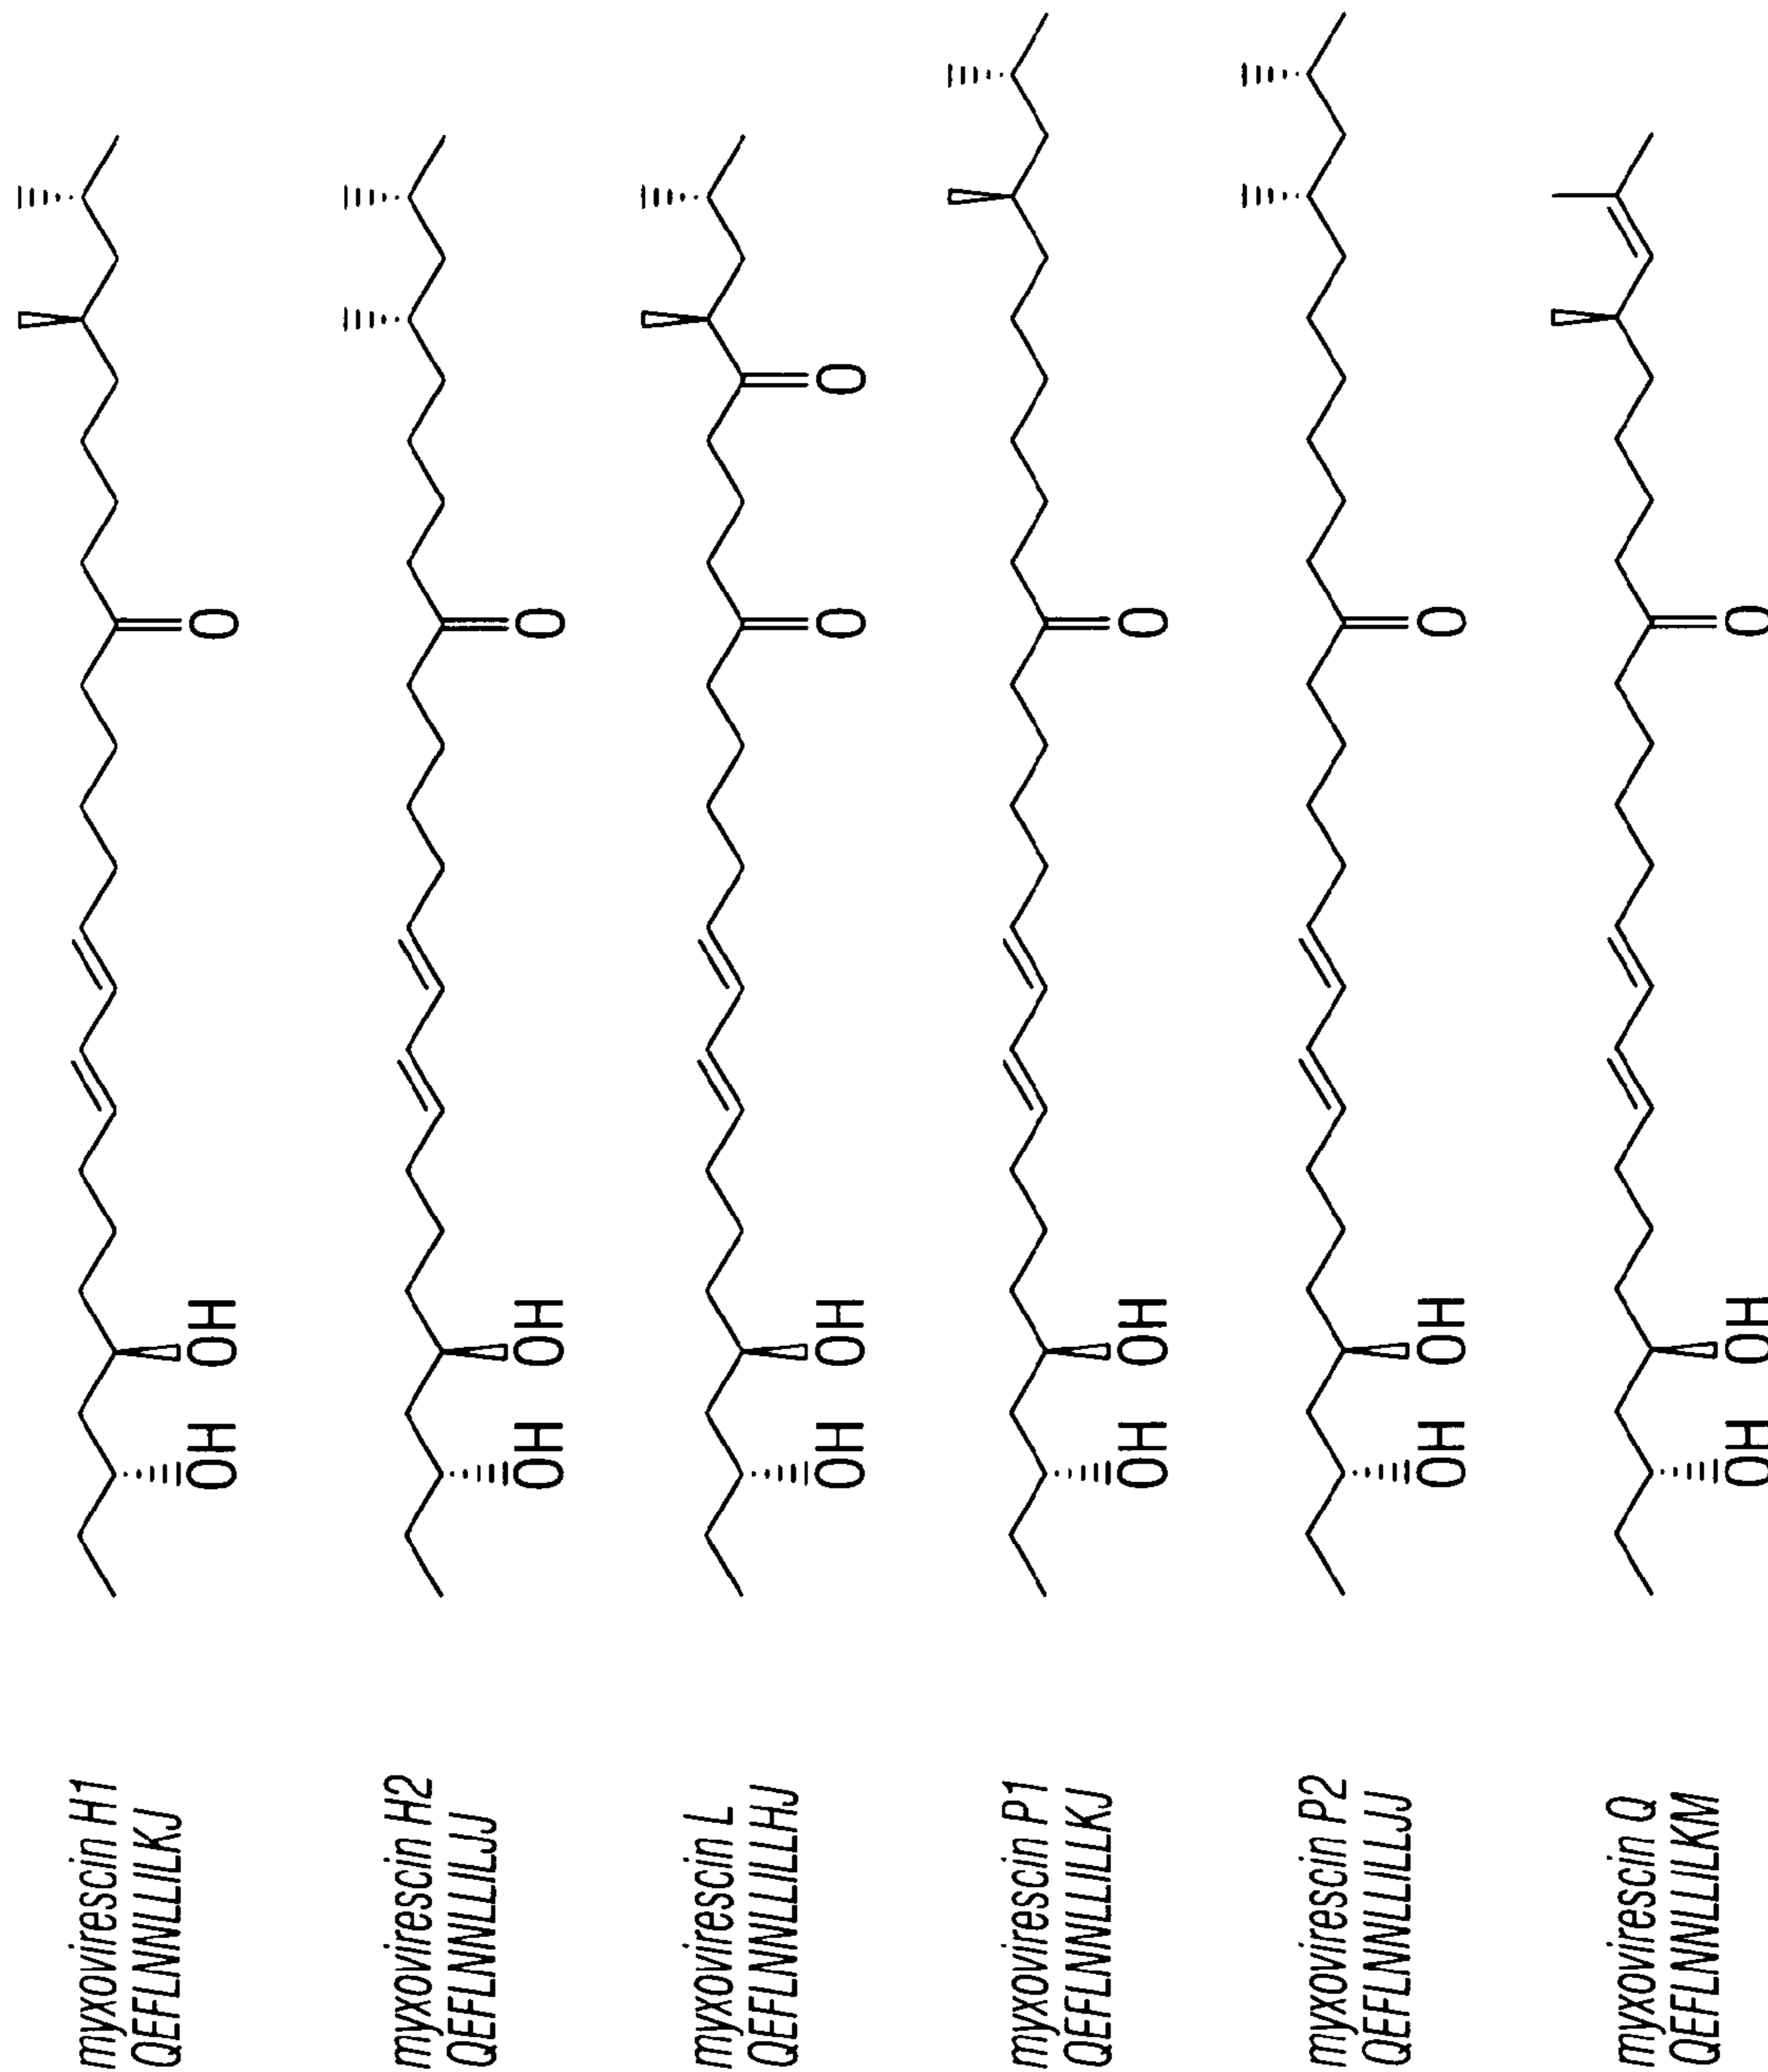 myxovirescin H1
QEFLNNLLILKJ
OH OH O
myxovirescin H2
QEFLNNLLILJJ
OH OH O
myxovirescin L
QEFLNNLLILHJ
OH OH O O
myxovirescin P1
QEFLNNLLILLKJ
OH OH O
myxovirescin P2
QEFLNNLLILLJJ
OH OH O
myxovirescin Q
QEFLNNLLILKM
OH OH O